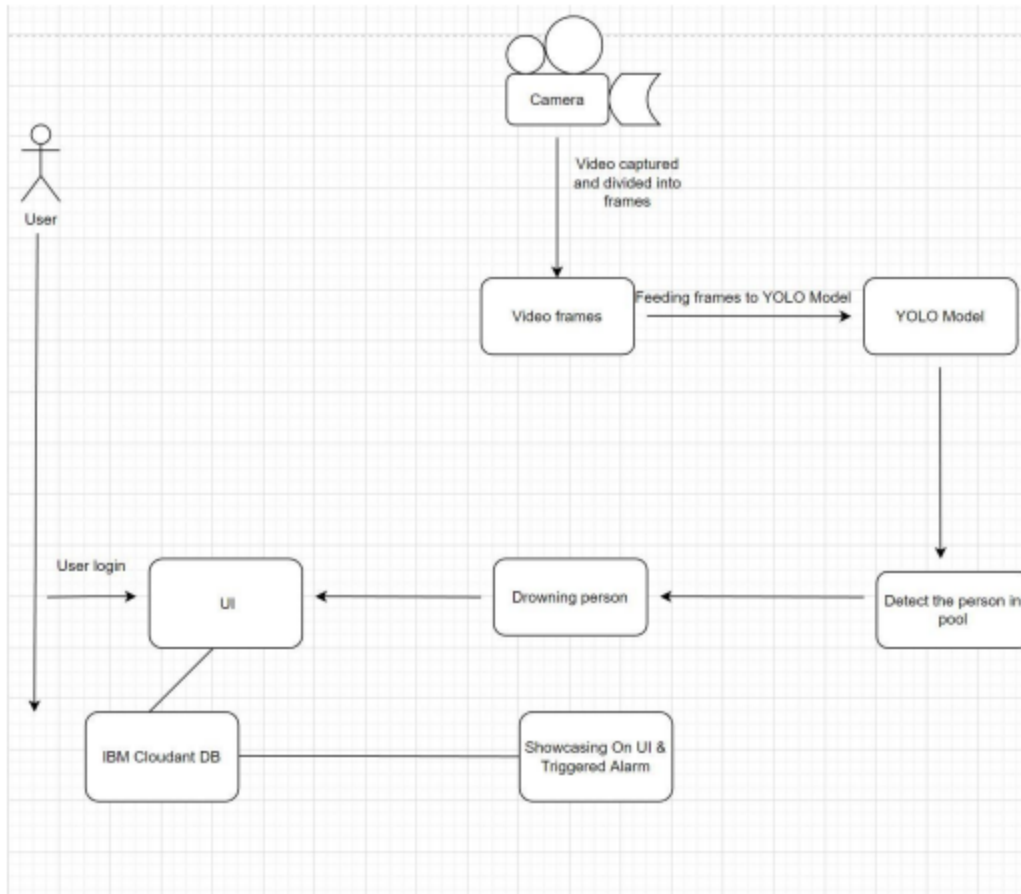 Camera
Video captured
and divided into
frames
User
Video frames
Feeding frames to YOLO Model
YOLO Model
User login
UI
Drowning person
Detect the person in
pool
IBM Cloudant DB
Showcasing On UI &
Triggered Alarm